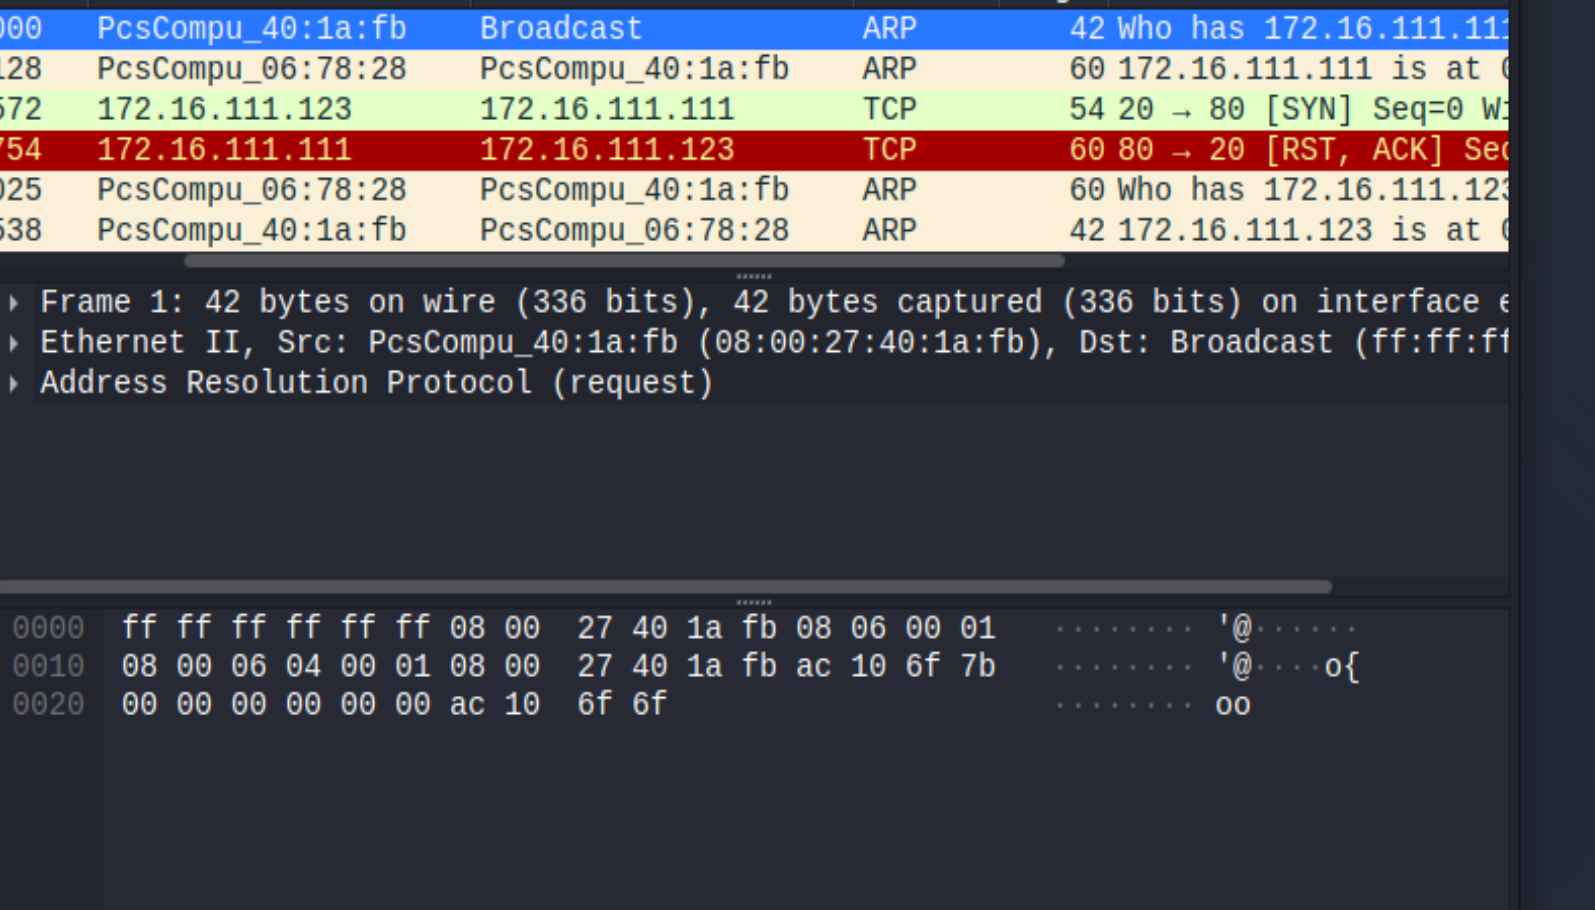 000 PcsCompu_40:1a:fb Broadcast ARP 42 Who has 172.16.111.111
128 PcsCompu_06:78:28 PcsCompu_40:1a:fb ARP 60 172.16.111.111 is at
572 172.16.111.123 172.16.111.111 TCP 54 20 → 80 [SYN] Seq=0 Wi
754 172.16.111.111 172.16.111.123 TCP 60 80 → 20 [RST, ACK] Seq
025 PcsCompu_06:78:28 PcsCompu_40:1a:fb ARP 60 Who has 172.16.111.123
538 PcsCompu_40:1a:fb PcsCompu_06:78:28 ARP 42 172.16.111.123 is at
Frame 1: 42 bytes on wire (336 bits), 42 bytes captured (336 bits) on interface e
Ethernet II, Src: PcsCompu_40:1a:fb (08:00:27:40:1a:fb), Dst: Broadcast (ff:ff:ff
Address Resolution Protocol (request)
0000 ff ff ff ff ff ff 08 00 27 40 1a fb 08 06 00 01 ········ '@······
0010 08 00 06 04 00 01 08 00 27 40 1a fb ac 10 6f 7b ········ '@····o{
0020 00 00 00 00 00 00 ac 10 6f 6f ········ oo